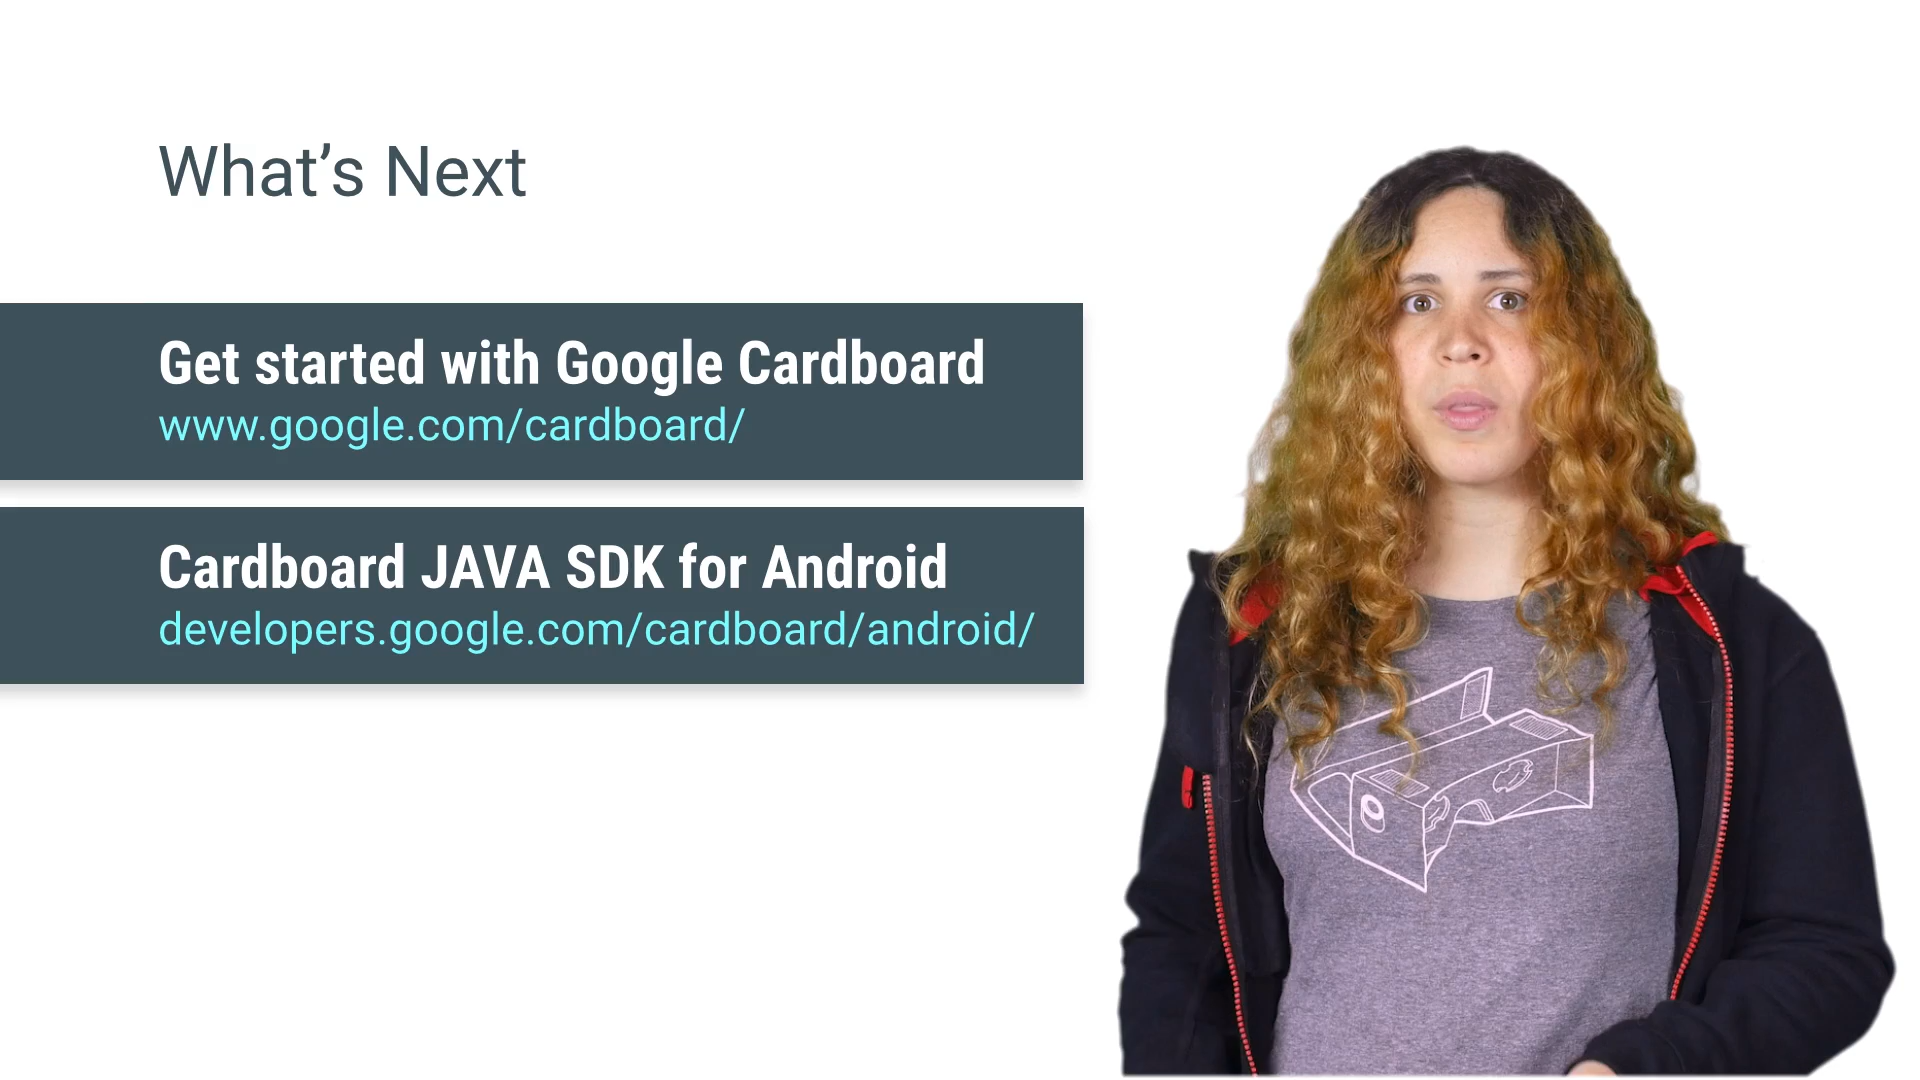 What’s Next
Get started with Google Cardboard
www.google.com/cardboard/
Cardboard JAVA SDK for Android
developers.google.com/cardboard/android/